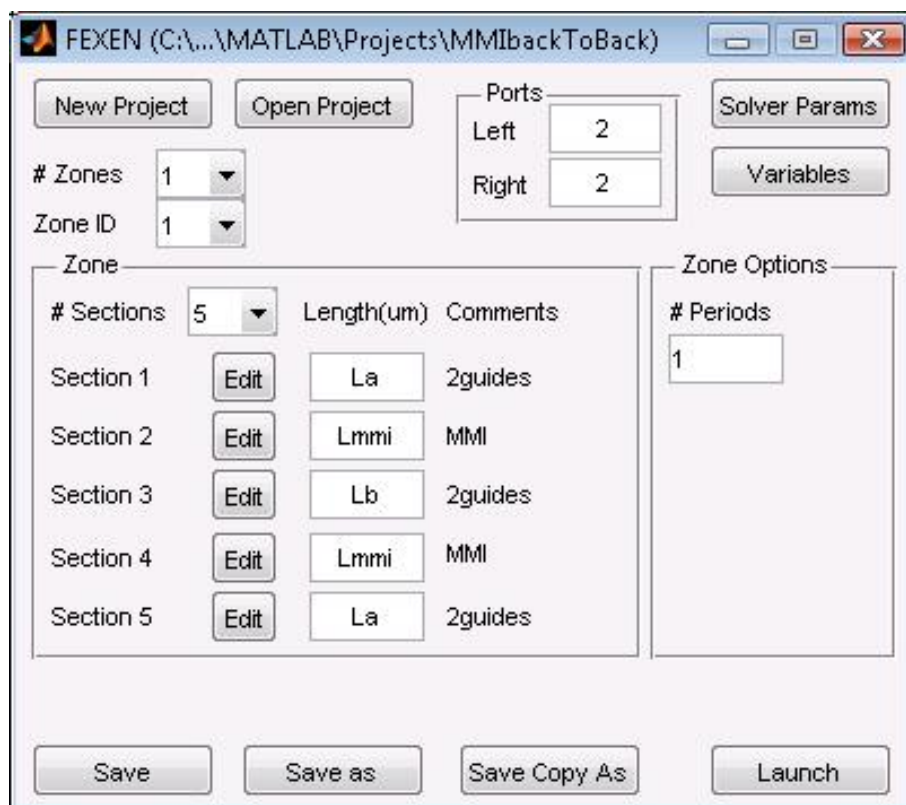 FEXEN (C:\...\MATLAB\Projects\MMIbackToBack)
New Project
Open Project
Ports
Left 2
Right 2
Solver Params
Variables
# Zones 1
Zone ID 1
Zone
# Sections 5 Length(um) Comments
Section 1 Edit La 2guides
Section 2 Edit Lmmi MMI
Section 3 Edit Lb 2guides
Section 4 Edit Lmmi MMI
Section 5 Edit La 2guides
Zone Options
# Periods
1
Save
Save as
Save Copy As
Launch